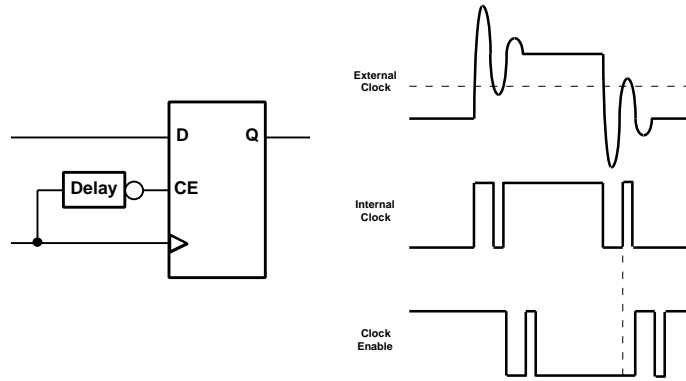 D
Q
Delay
CE
External
Clock
Internal
Clock
Clock
Enable